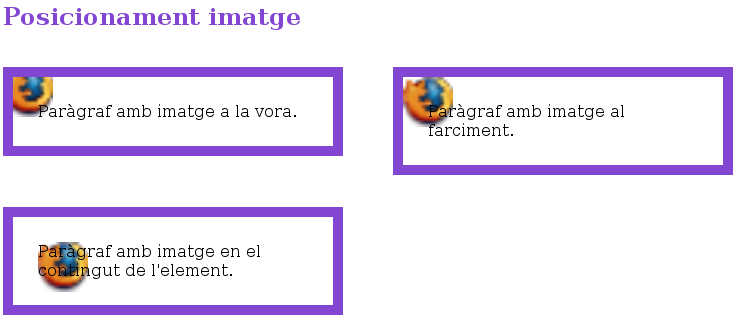 Posicionament imatge
Paràgraf amb imatge a la vora.
Paràgraf amb imatge al
farciment.
Paràgraf amb imatge en el
contingut de l'element.